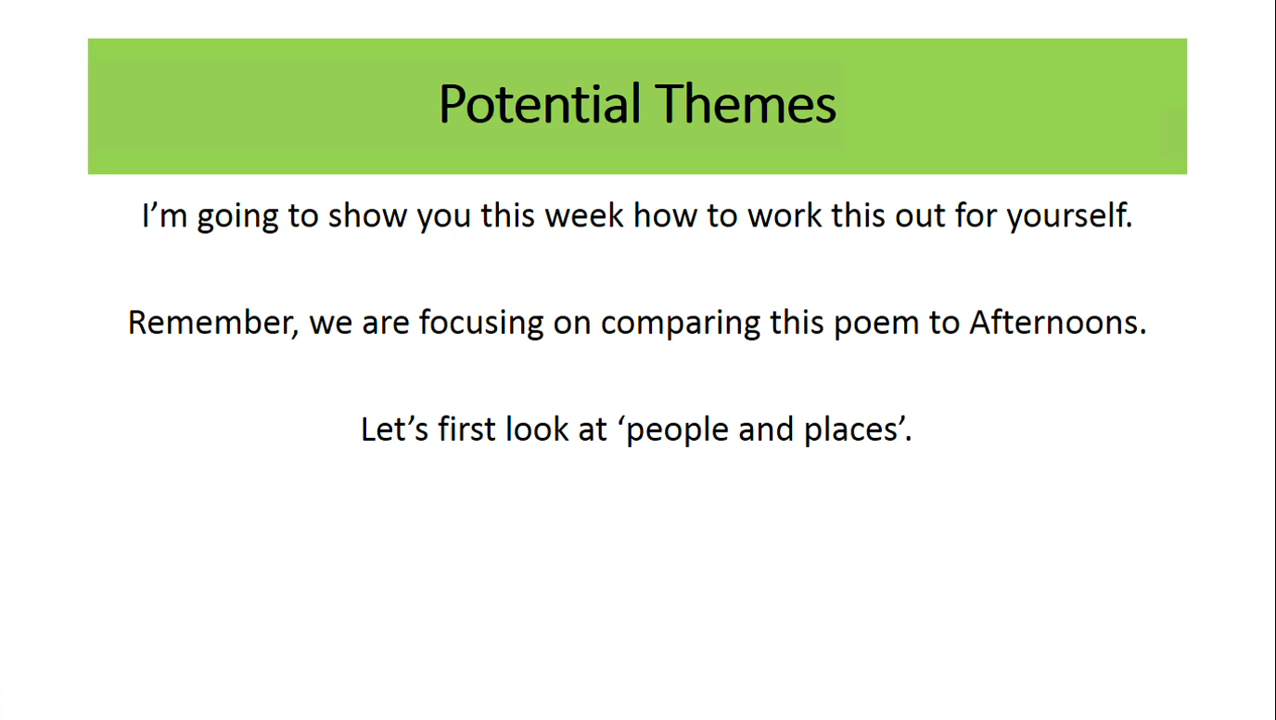 Potential Themes
I’m going to show you this week how to work this out for yourself.
Remember, we are focusing on comparing this poem to Afternoons.
Let’s first look at ‘people and places’.